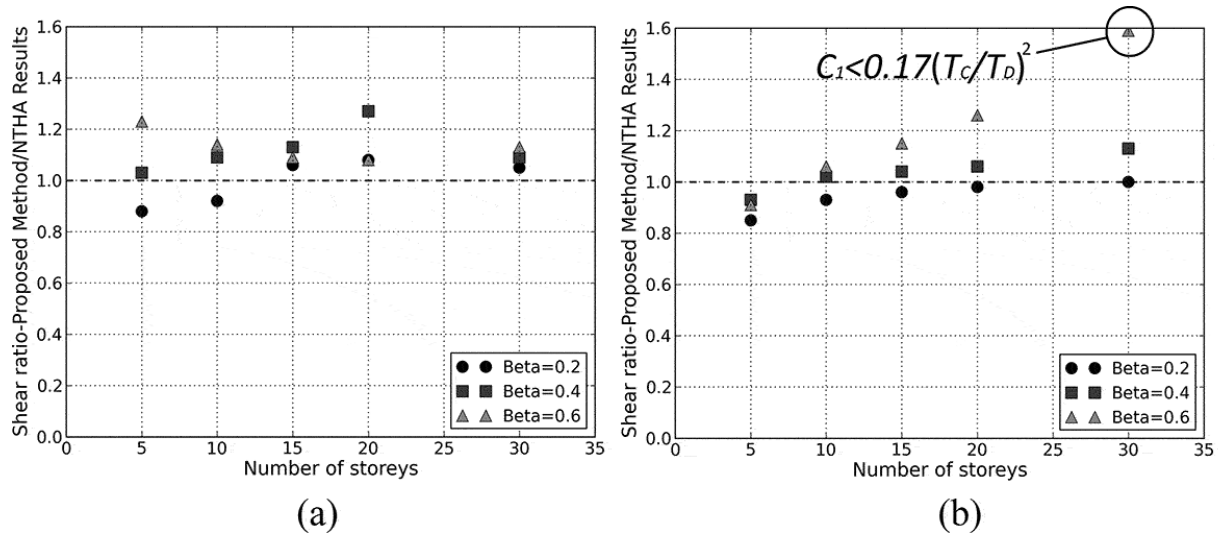 Shear ratio-Proposed Method/NTHA Results
1.6
1.4
1.2
1.0
0.8
0.6
0.4
0.2
0.0
0 5 10 15 20 25 30 35
Number of storeys
Beta=0.2
Beta=0.4
Beta=0.6
(a)
Shear ratio-Proposed Method/NTHA Results
1.6
1.4
1.2
1.0
0.8
0.6
0.4
0.2
0.0
0 5 10 15 20 25 30 35
Number of storeys
C₁<0.17(T_C/T_D)²
Beta=0.2
Beta=0.4
Beta=0.6
(b)